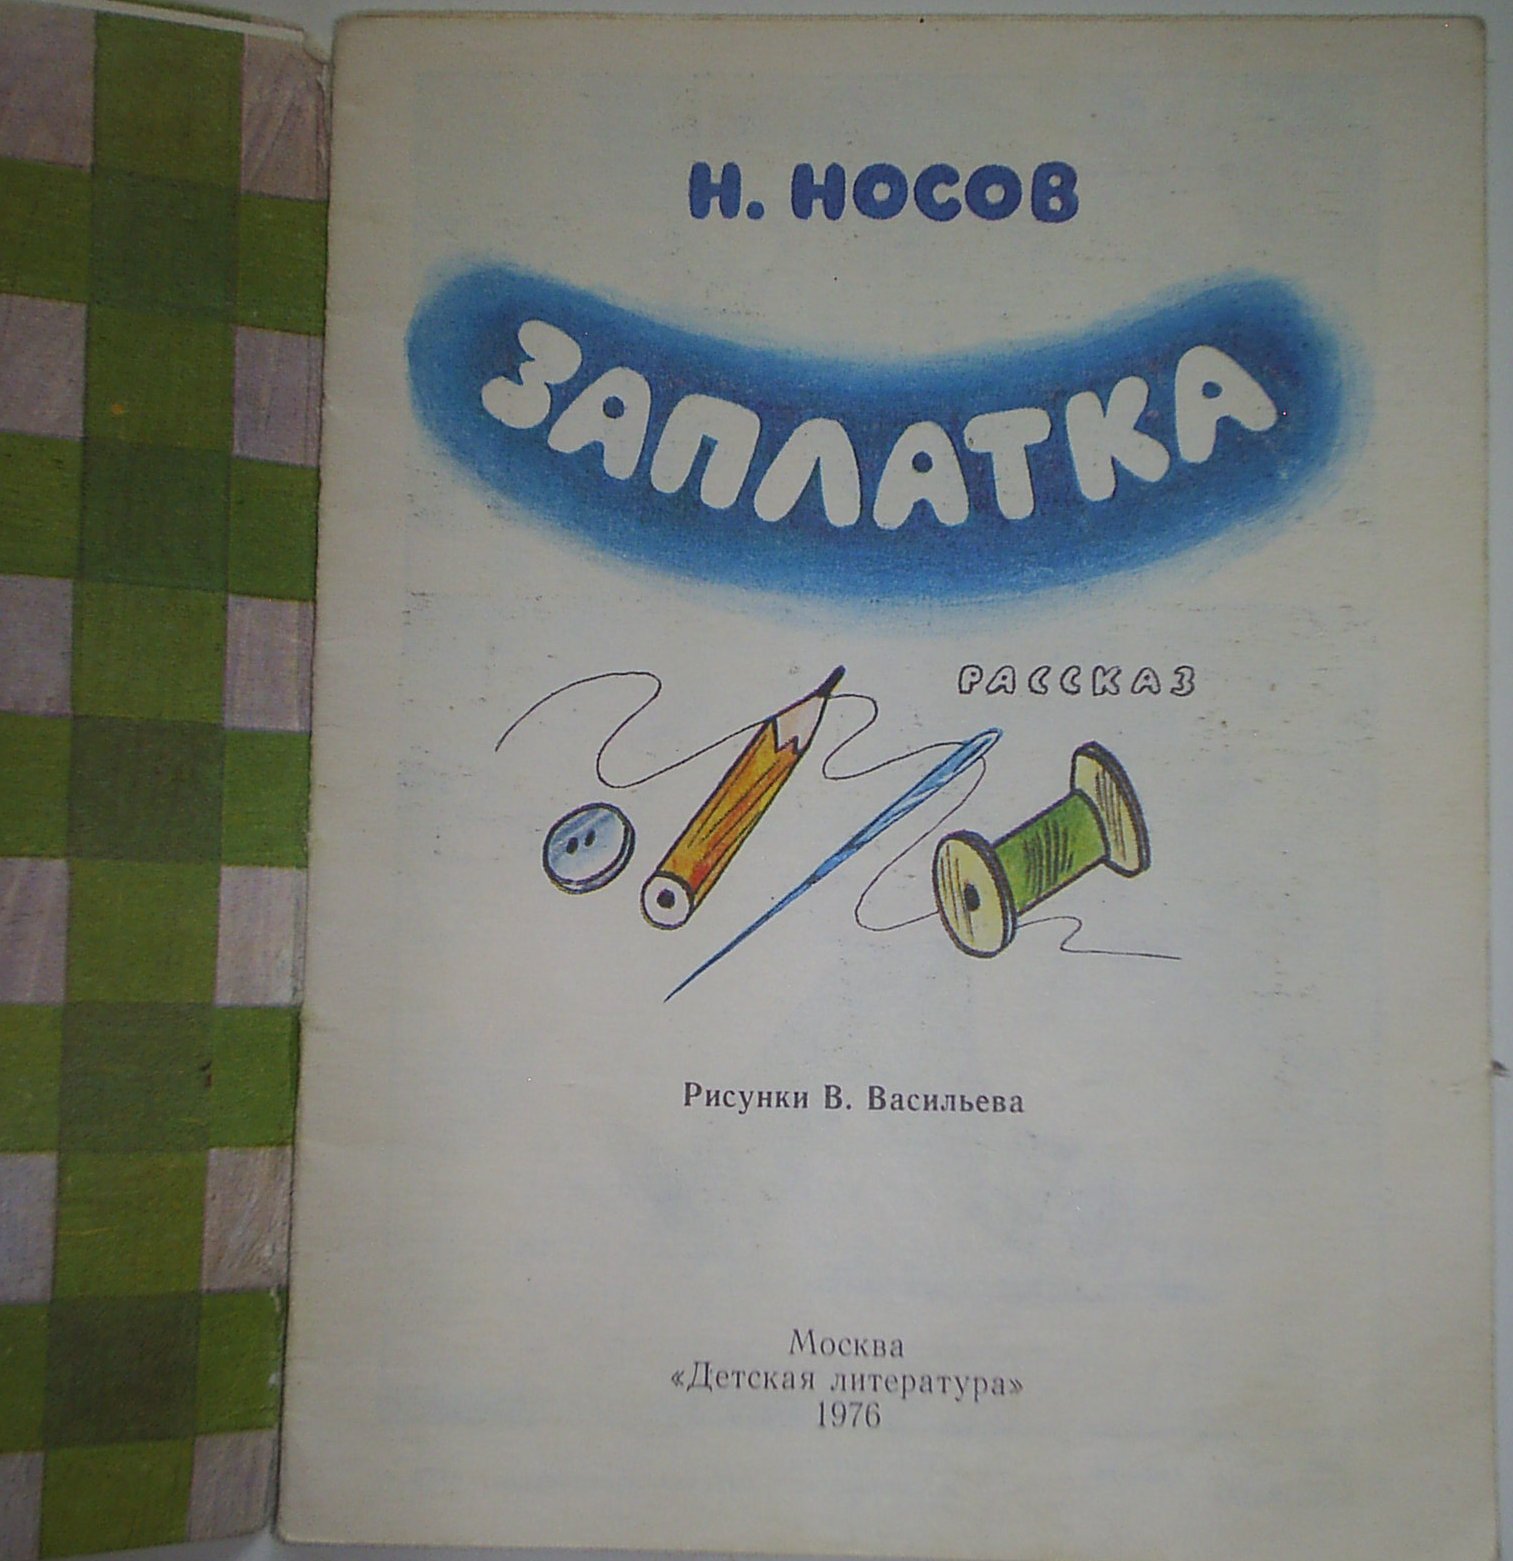 Н. НОСОВ
ЗАПЛАТКА
РАССКАЗ
Рисунки В. Васильева
Москва
«Детская литература»
1976